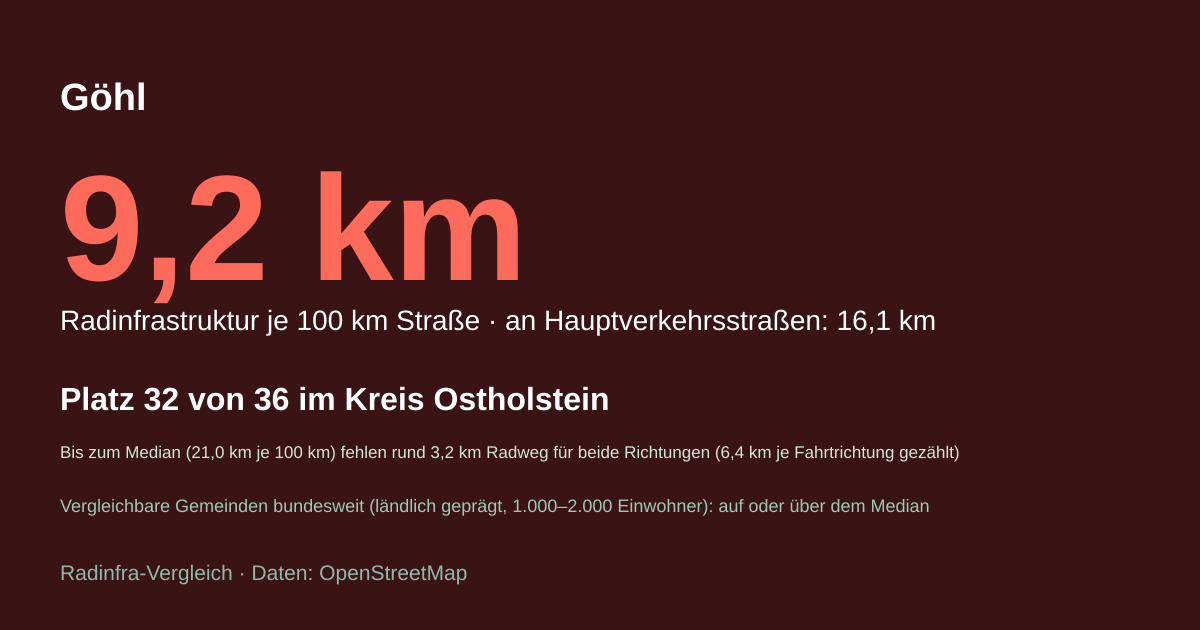 Göhl
9,2 km
Radinfrastruktur je 100 km Straße · an Hauptverkehrsstraßen: 16,1 km
Platz 32 von 36 im Kreis Ostholstein
Bis zum Median (21,0 km je 100 km) fehlen rund 3,2 km Radweg für beide Richtungen (6,4 km je Fahrtrichtung gezählt)
Vergleichbare Gemeinden bundesweit (ländlich geprägt, 1.000–2.000 Einwohner): auf oder über dem Median
Radinfra-Vergleich · Daten: OpenStreetMap